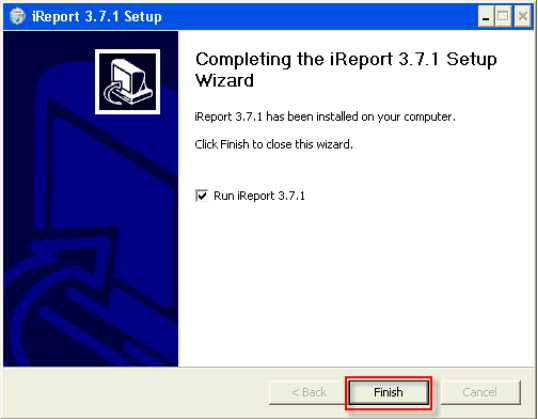 iReport 3.7.1 Setup
Completing the iReport 3.7.1 Setup
Wizard
iReport 3.7.1 has been installed on your computer.
Click Finish to close this wizard.
Run iReport 3.7.1
< Back
Finish
Cancel